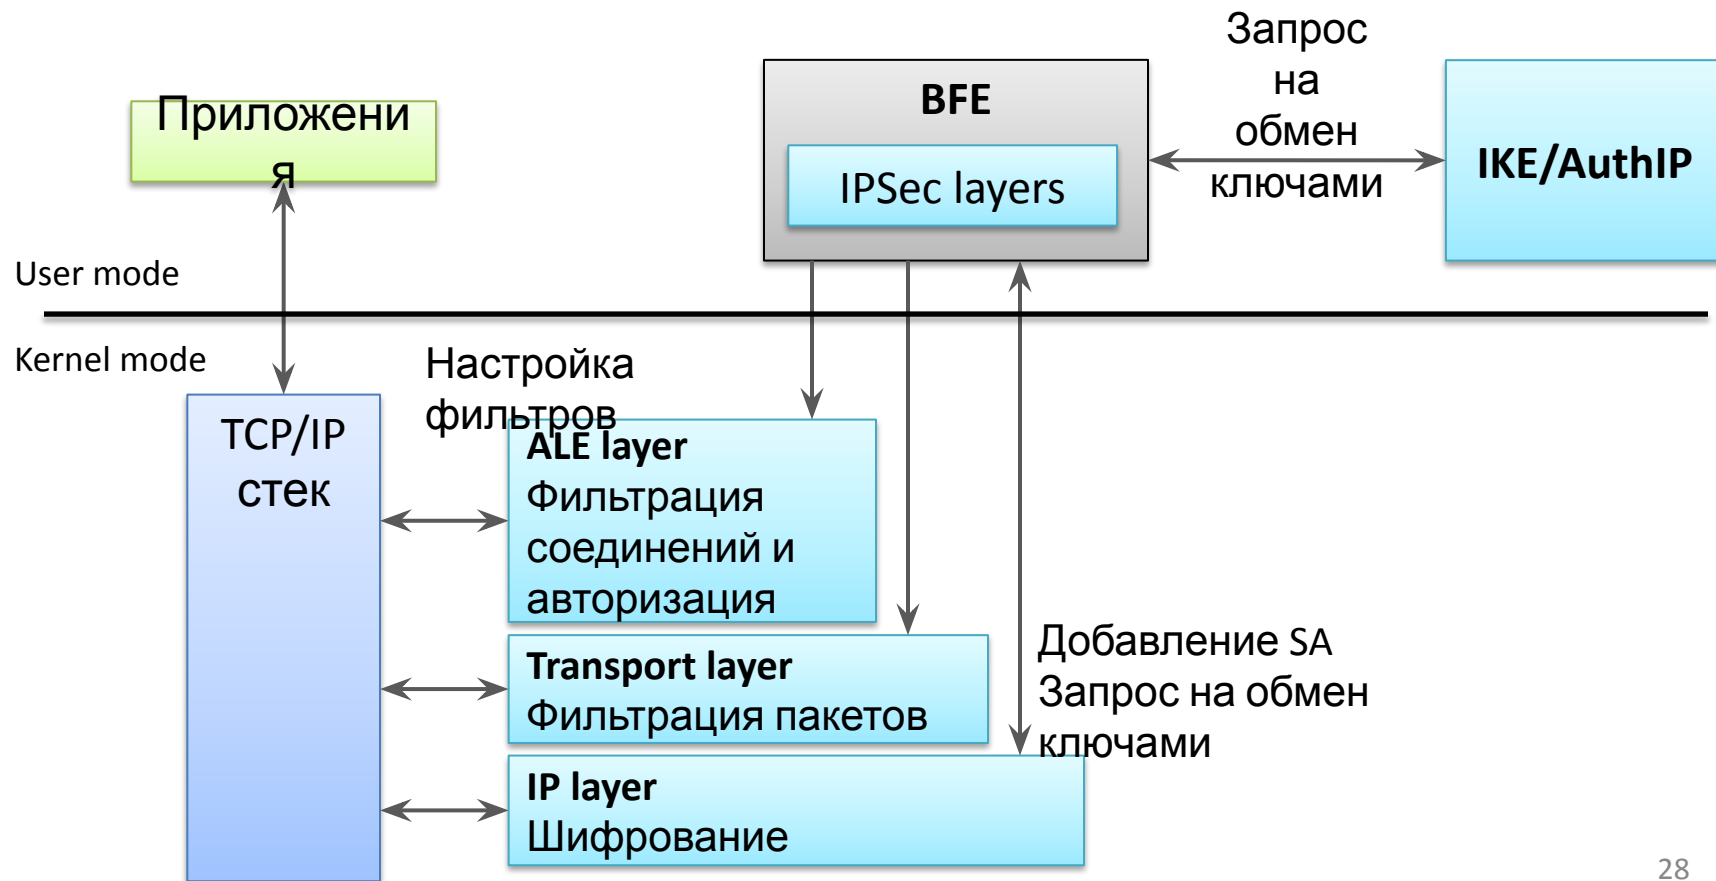 Запрос
на
обмен
ключами
BFE
IPSec layers
IKE/AuthIP
Приложени
я
User mode
Kernel mode
Настройка
фильтров
TCP/IP
стек
ALE layer
Фильтрация
соединений и
авторизация
Transport layer
Фильтрация пакетов
Добавление SA
Запрос на обмен
ключами
IP layer
Шифрование
28